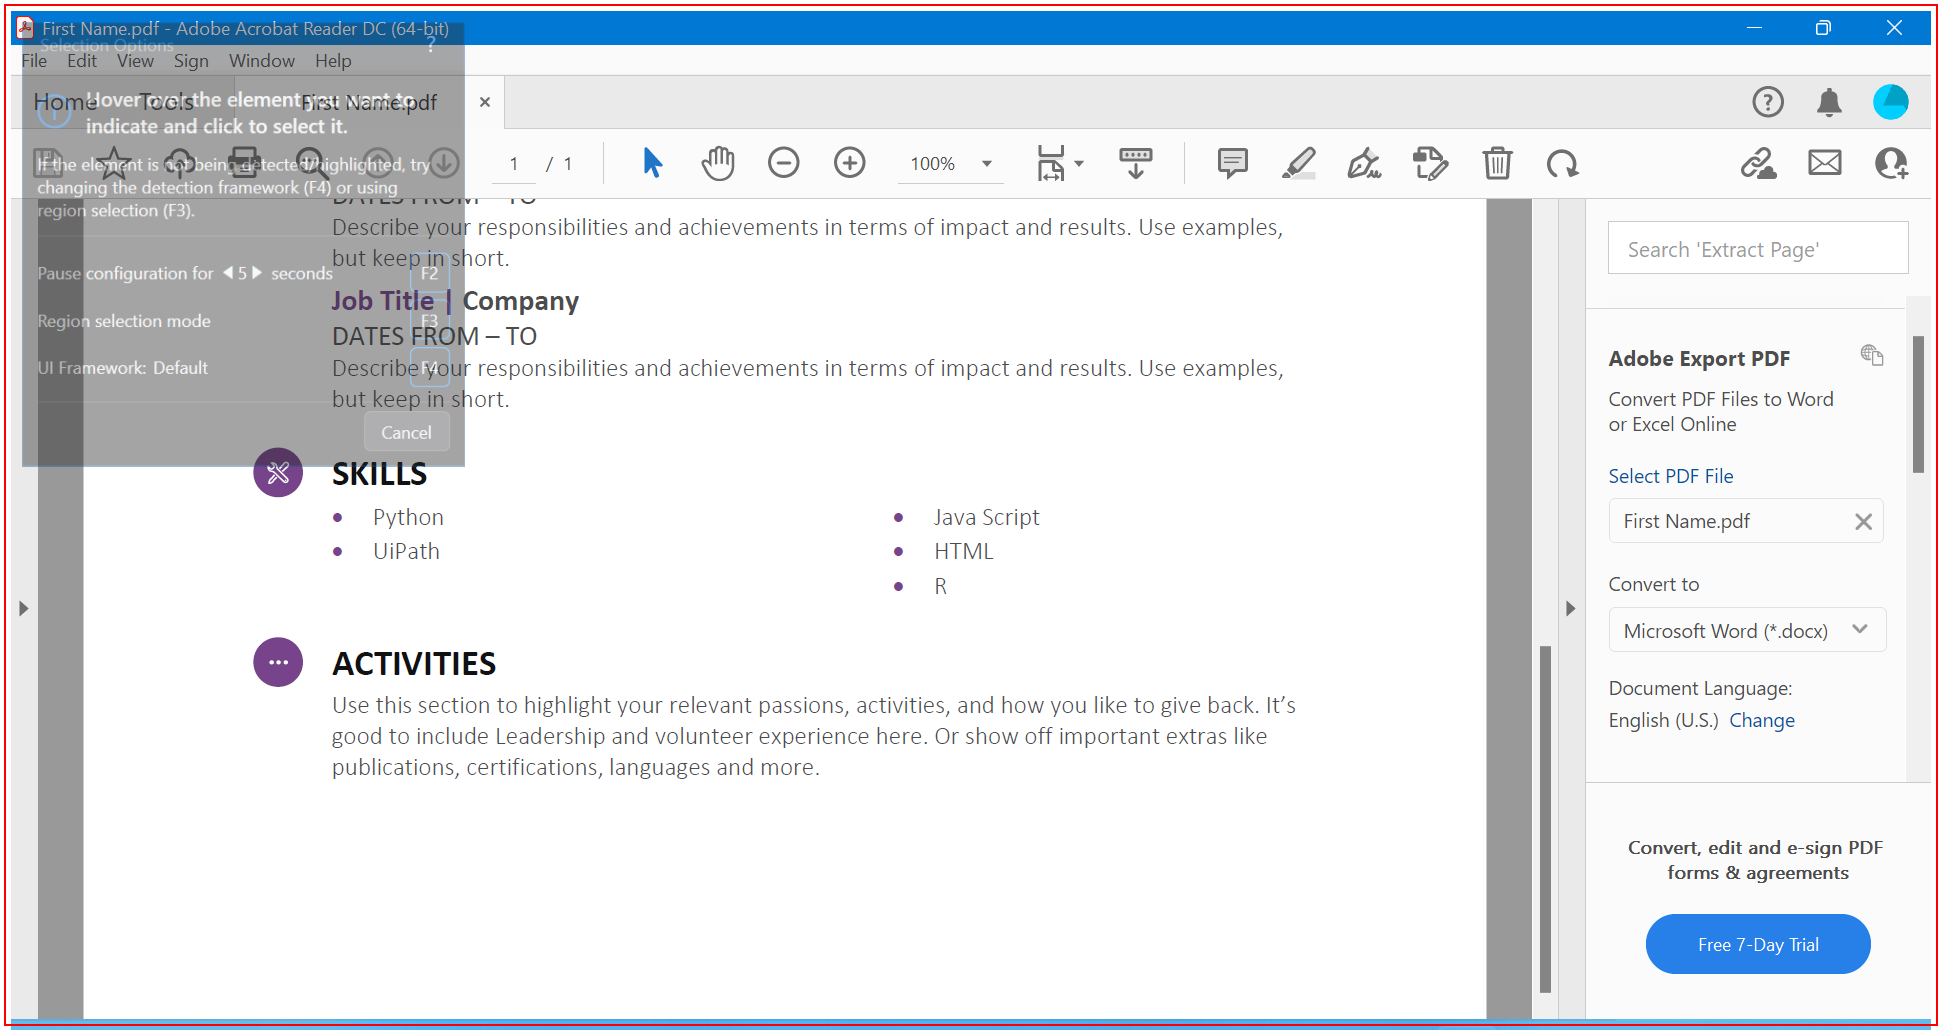 First Name.pdf - Adobe Acrobat Reader DC (64-bit)
Selection Options
?
File Edit View Sign Window Help
Home Tools First Name.pdf ×
Hover over the element you want to
indicate and click to select it.
If the element is not being detected/highlighted, try
changing the detection framework (F4) or using
region selection (F3).
1 / 1
100%
Pause configuration for 5 seconds F2
Region selection mode F3
UI Framework: Default F4
Cancel
DATES FROM – TO
Describe your responsibilities and achievements in terms of impact and results. Use examples,
but keep in short.
Job Title | Company
DATES FROM – TO
Describe your responsibilities and achievements in terms of impact and results. Use examples,
but keep in short.
SKILLS
Python
UiPath
Java Script
HTML
R
ACTIVITIES
Use this section to highlight your relevant passions, activities, and how you like to give back. It’s
good to include Leadership and volunteer experience here. Or show off important extras like
publications, certifications, languages and more.
Search 'Extract Page'
Adobe Export PDF
Convert PDF Files to Word
or Excel Online
Select PDF File
First Name.pdf
Convert to
Microsoft Word (*.docx)
Document Language:
English (U.S.) Change
Convert, edit and e-sign PDF
forms & agreements
Free 7-Day Trial